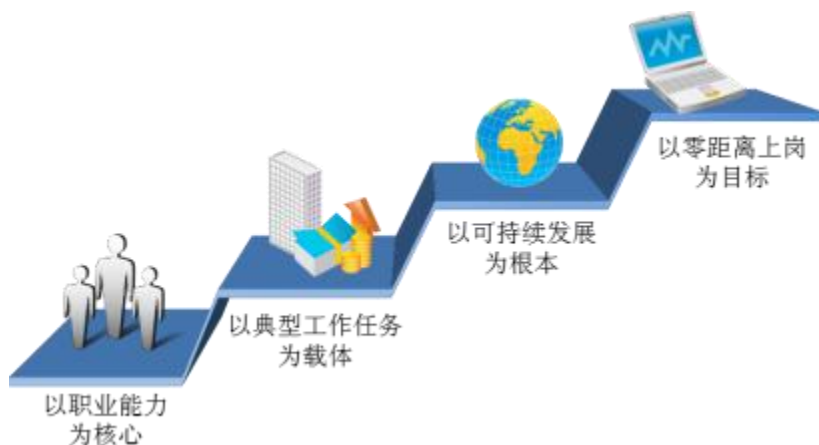 以零距离上岗
为目标
以可持续发展
为根本
以典型工作任务
为载体
以职业能力
为核心